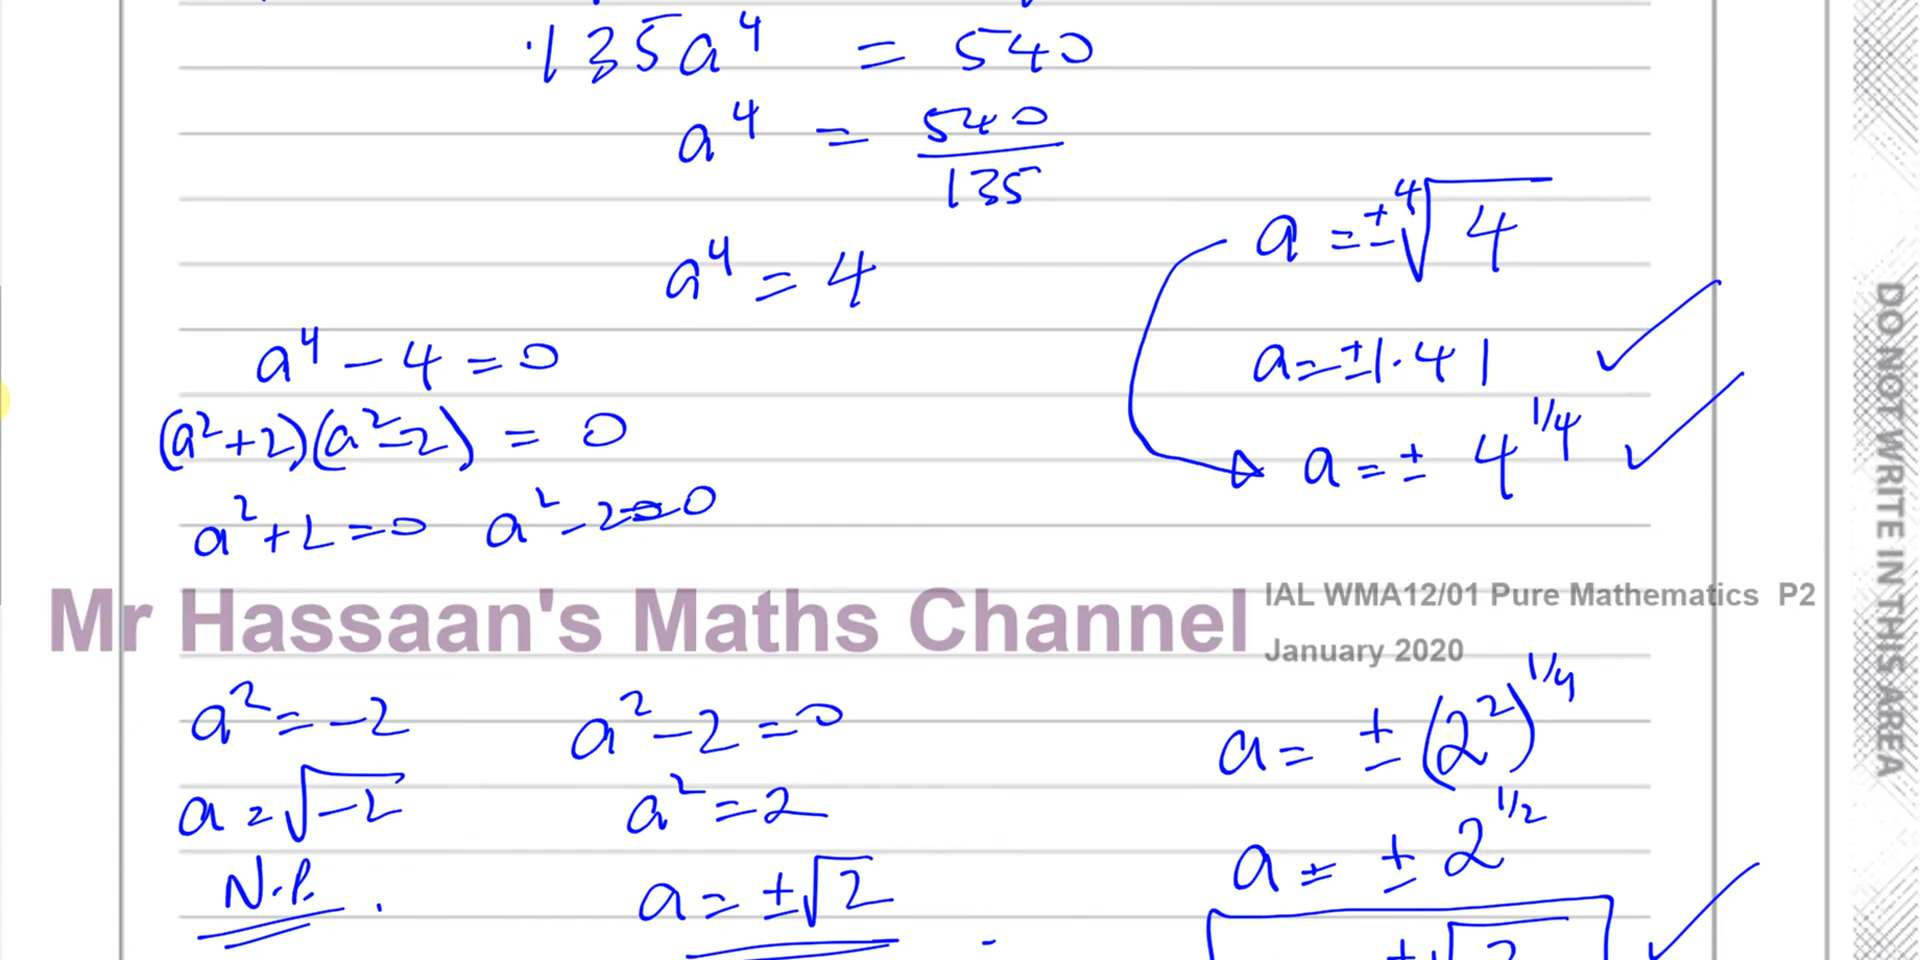 135a⁴ = 540
a⁴ = 540/135
a⁴ = 4
a = ±⁴√4
a = ±1.41
a = ± 4^1/4
a⁴ - 4 = 0
(a²+2)(a²-2) = 0
a²+2=0 a²-2=0
Mr Hassaan's Maths Channel
IAL WMA12/01 Pure Mathematics P2
January 2020
a² = -2
a = √-2
N.P.
a² - 2 = 0
a² = 2
a = ±√2
a = ± (2²)^1/4
a = ± 2^1/2
±√2
DO NOT WRITE IN THIS AREA